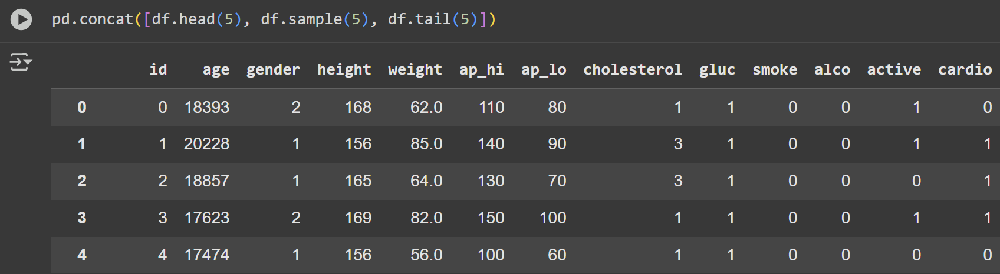 pd.concat([df.head(5), df.sample(5), df.tail(5)])
id age gender height weight ap_hi ap_lo cholesterol gluc smoke alco active cardio
0 0 18393 2 168 62.0 110 80 1 1 0 0 1 0
1 1 20228 1 156 85.0 140 90 3 1 0 0 1 1
2 2 18857 1 165 64.0 130 70 3 1 0 0 0 1
3 3 17623 2 169 82.0 150 100 1 1 0 0 1 1
4 4 17474 1 156 56.0 100 60 1 1 0 0 0 0